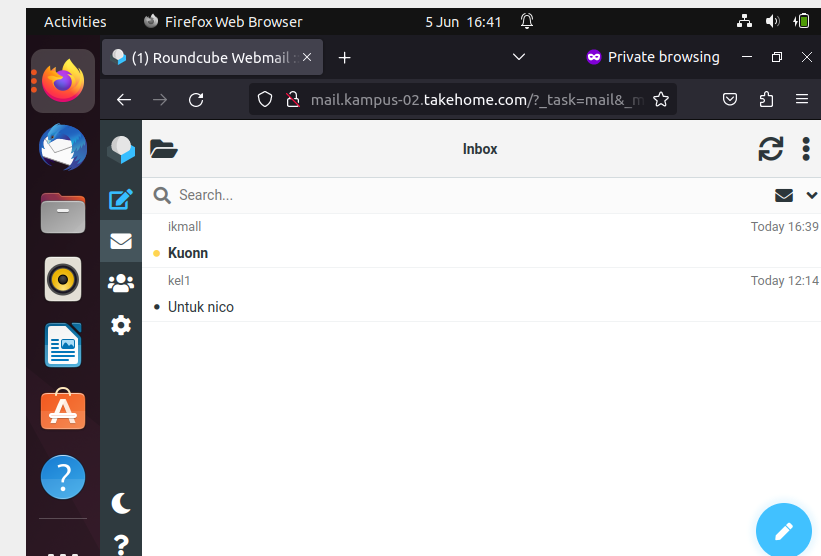 Activities Firefox Web Browser 5 Jun 16:41
(1) Roundcube Webmail :: Private browsing
mail.kampus-02.takehome.com/?_task=mail&_m
Inbox
Search...
ikmall Today 16:39
Kuonn
kel1 Today 12:14
Untuk nico